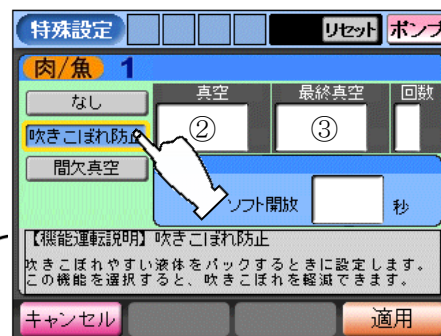 特殊設定 リセット ポンプ
肉/魚 1
なし 真空 最終真空 回数
吹きこぼれ防止 ② ③
間欠真空
ソフト開放 秒
【機能運転説明】吹きこぼれ防止
吹きこぼれやすい液体をパックするときに設定します。
この機能を選択すると、吹きこぼれを軽減できます。
キャンセル 適用